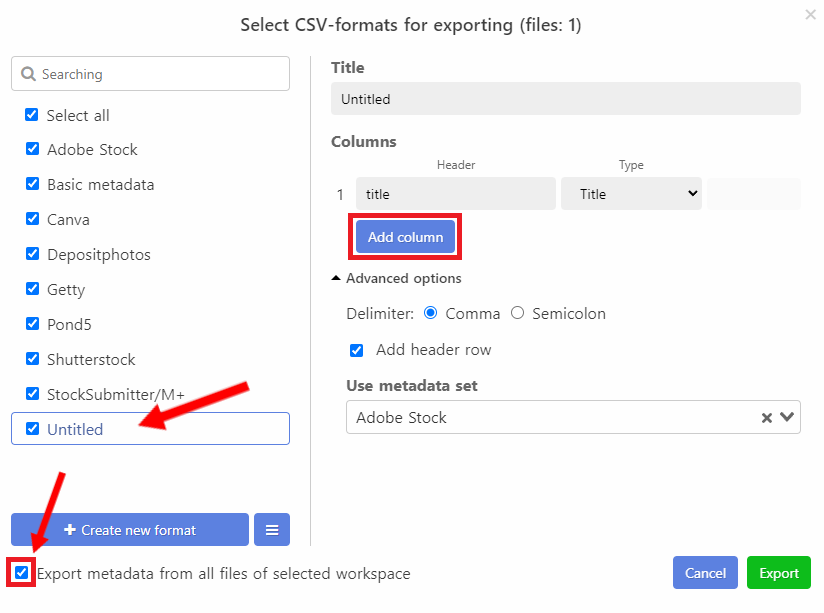 Select CSV-formats for exporting (files: 1)
Searching
Select all
Adobe Stock
Basic metadata
Canva
Depositphotos
Getty
Pond5
Shutterstock
StockSubmitter/M+
Untitled
Create new format
Title
Untitled
Columns
Header Type
1 title Title
Add column
Advanced options
Delimiter: Comma Semicolon
Add header row
Use metadata set
Adobe Stock
Export metadata from all files of selected workspace
Cancel Export